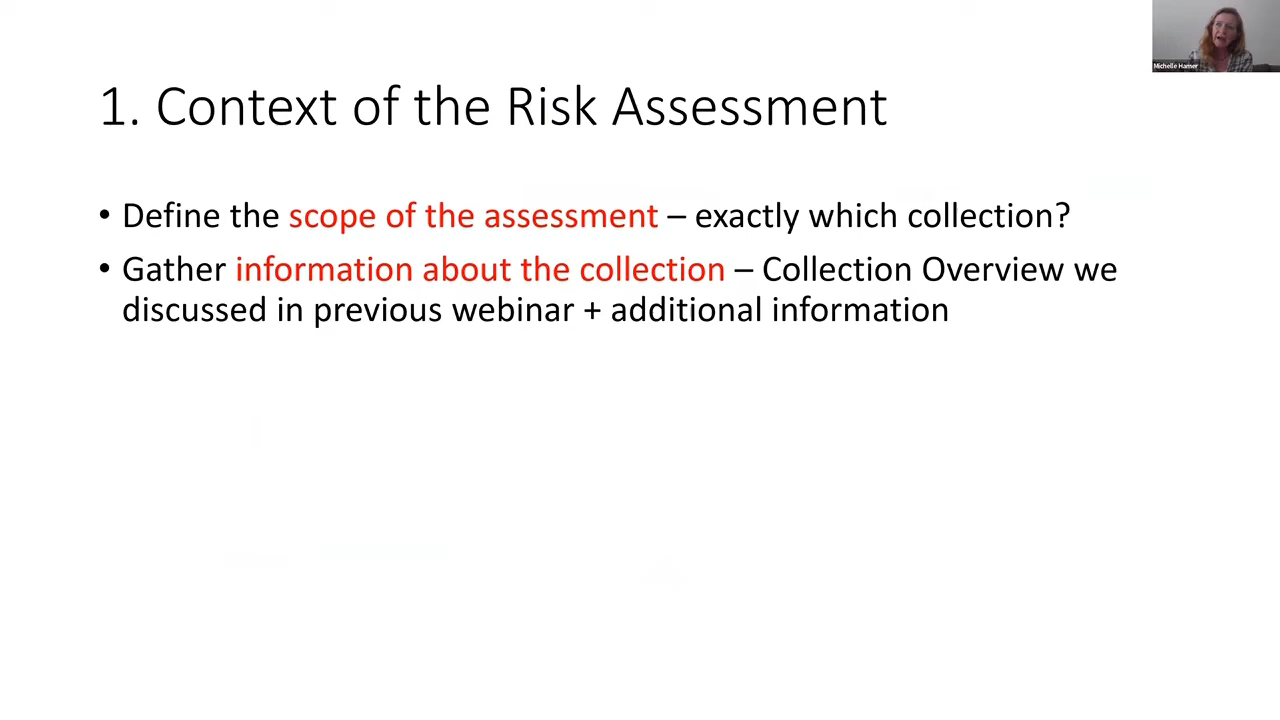 Michelle Hamer
1. Context of the Risk Assessment
• Define the scope of the assessment – exactly which collection?
• Gather information about the collection – Collection Overview we
discussed in previous webinar + additional information